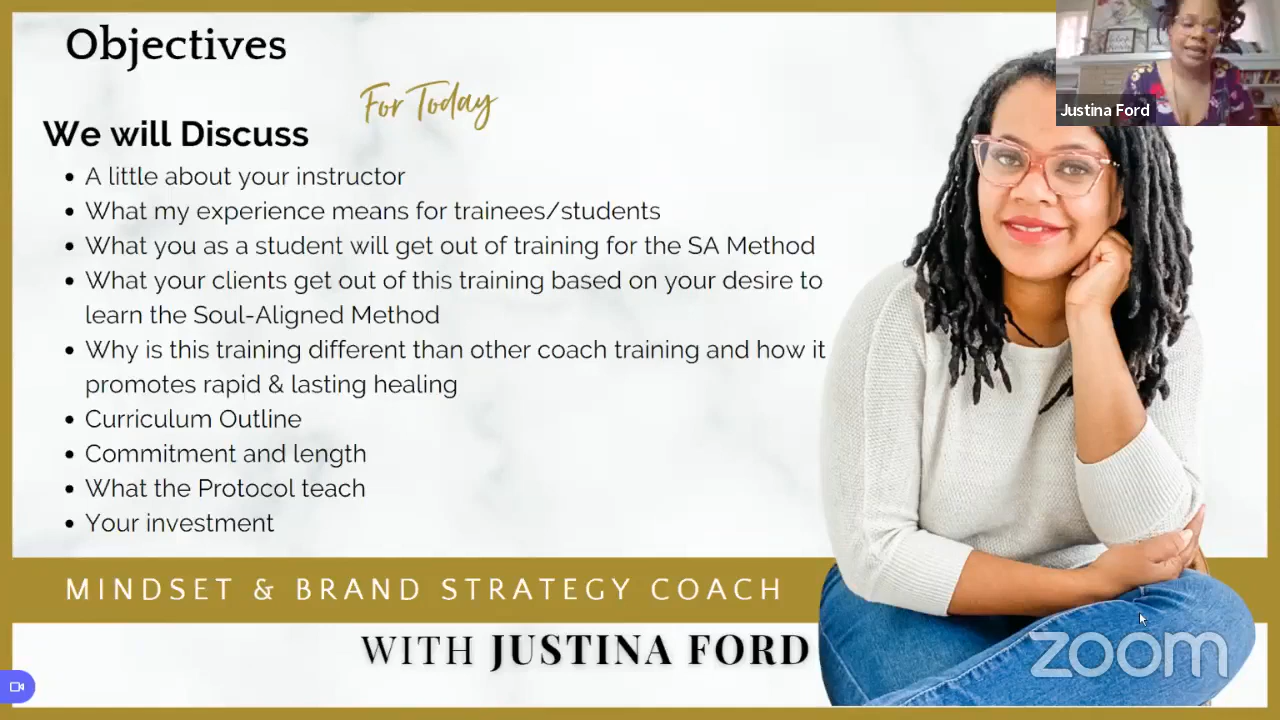 Objectives
For Today
We will Discuss
• A little about your instructor
• What my experience means for trainees/students
• What you as a student will get out of training for the SA Method
• What your clients get out of this training based on your desire to
learn the Soul-Aligned Method
• Why is this training different than other coach training and how it
promotes rapid & lasting healing
• Curriculum Outline
• Commitment and length
• What the Protocol teach
• Your investment
MINDSET & BRAND STRATEGY COACH
WITH JUSTINA FORD
Justina Ford
zoom